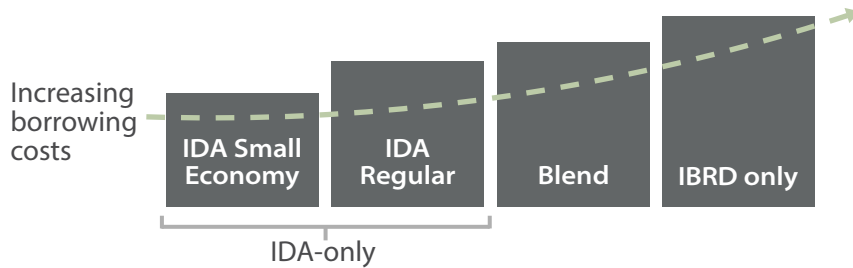 Increasing
borrowing
costs
IDA Small
Economy
IDA
Regular
Blend
IBRD only
IDA-only